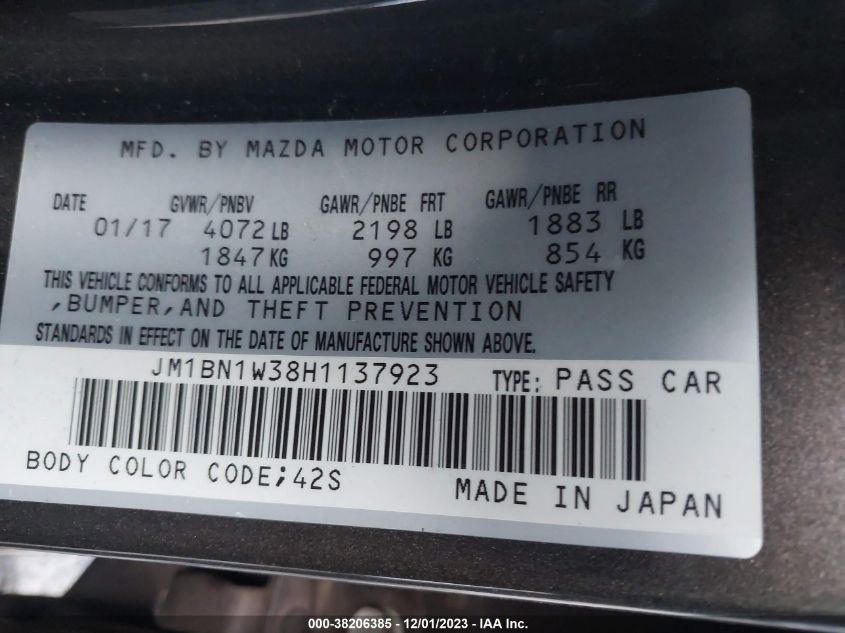 MFD. BY MAZDA MOTOR CORPORATION
DATE GVWR/PNBV GAWR/PNBE FRT GAWR/PNBE RR
01/17 4072 LB 2198 LB 1883 LB
1847 KG 997 KG 854 KG
THIS VEHICLE CONFORMS TO ALL APPLICABLE FEDERAL MOTOR VEHICLE SAFETY
,BUMPER,AND THEFT PREVENTION
STANDARDS IN EFFECT ON THE DATE OF MANUFACTURE SHOWN ABOVE.
JM1BN1W38H1137923 TYPE: PASS CAR
BODY COLOR CODE;42S
MADE IN JAPAN
000-38206385 - 12/01/2023 - IAA Inc.